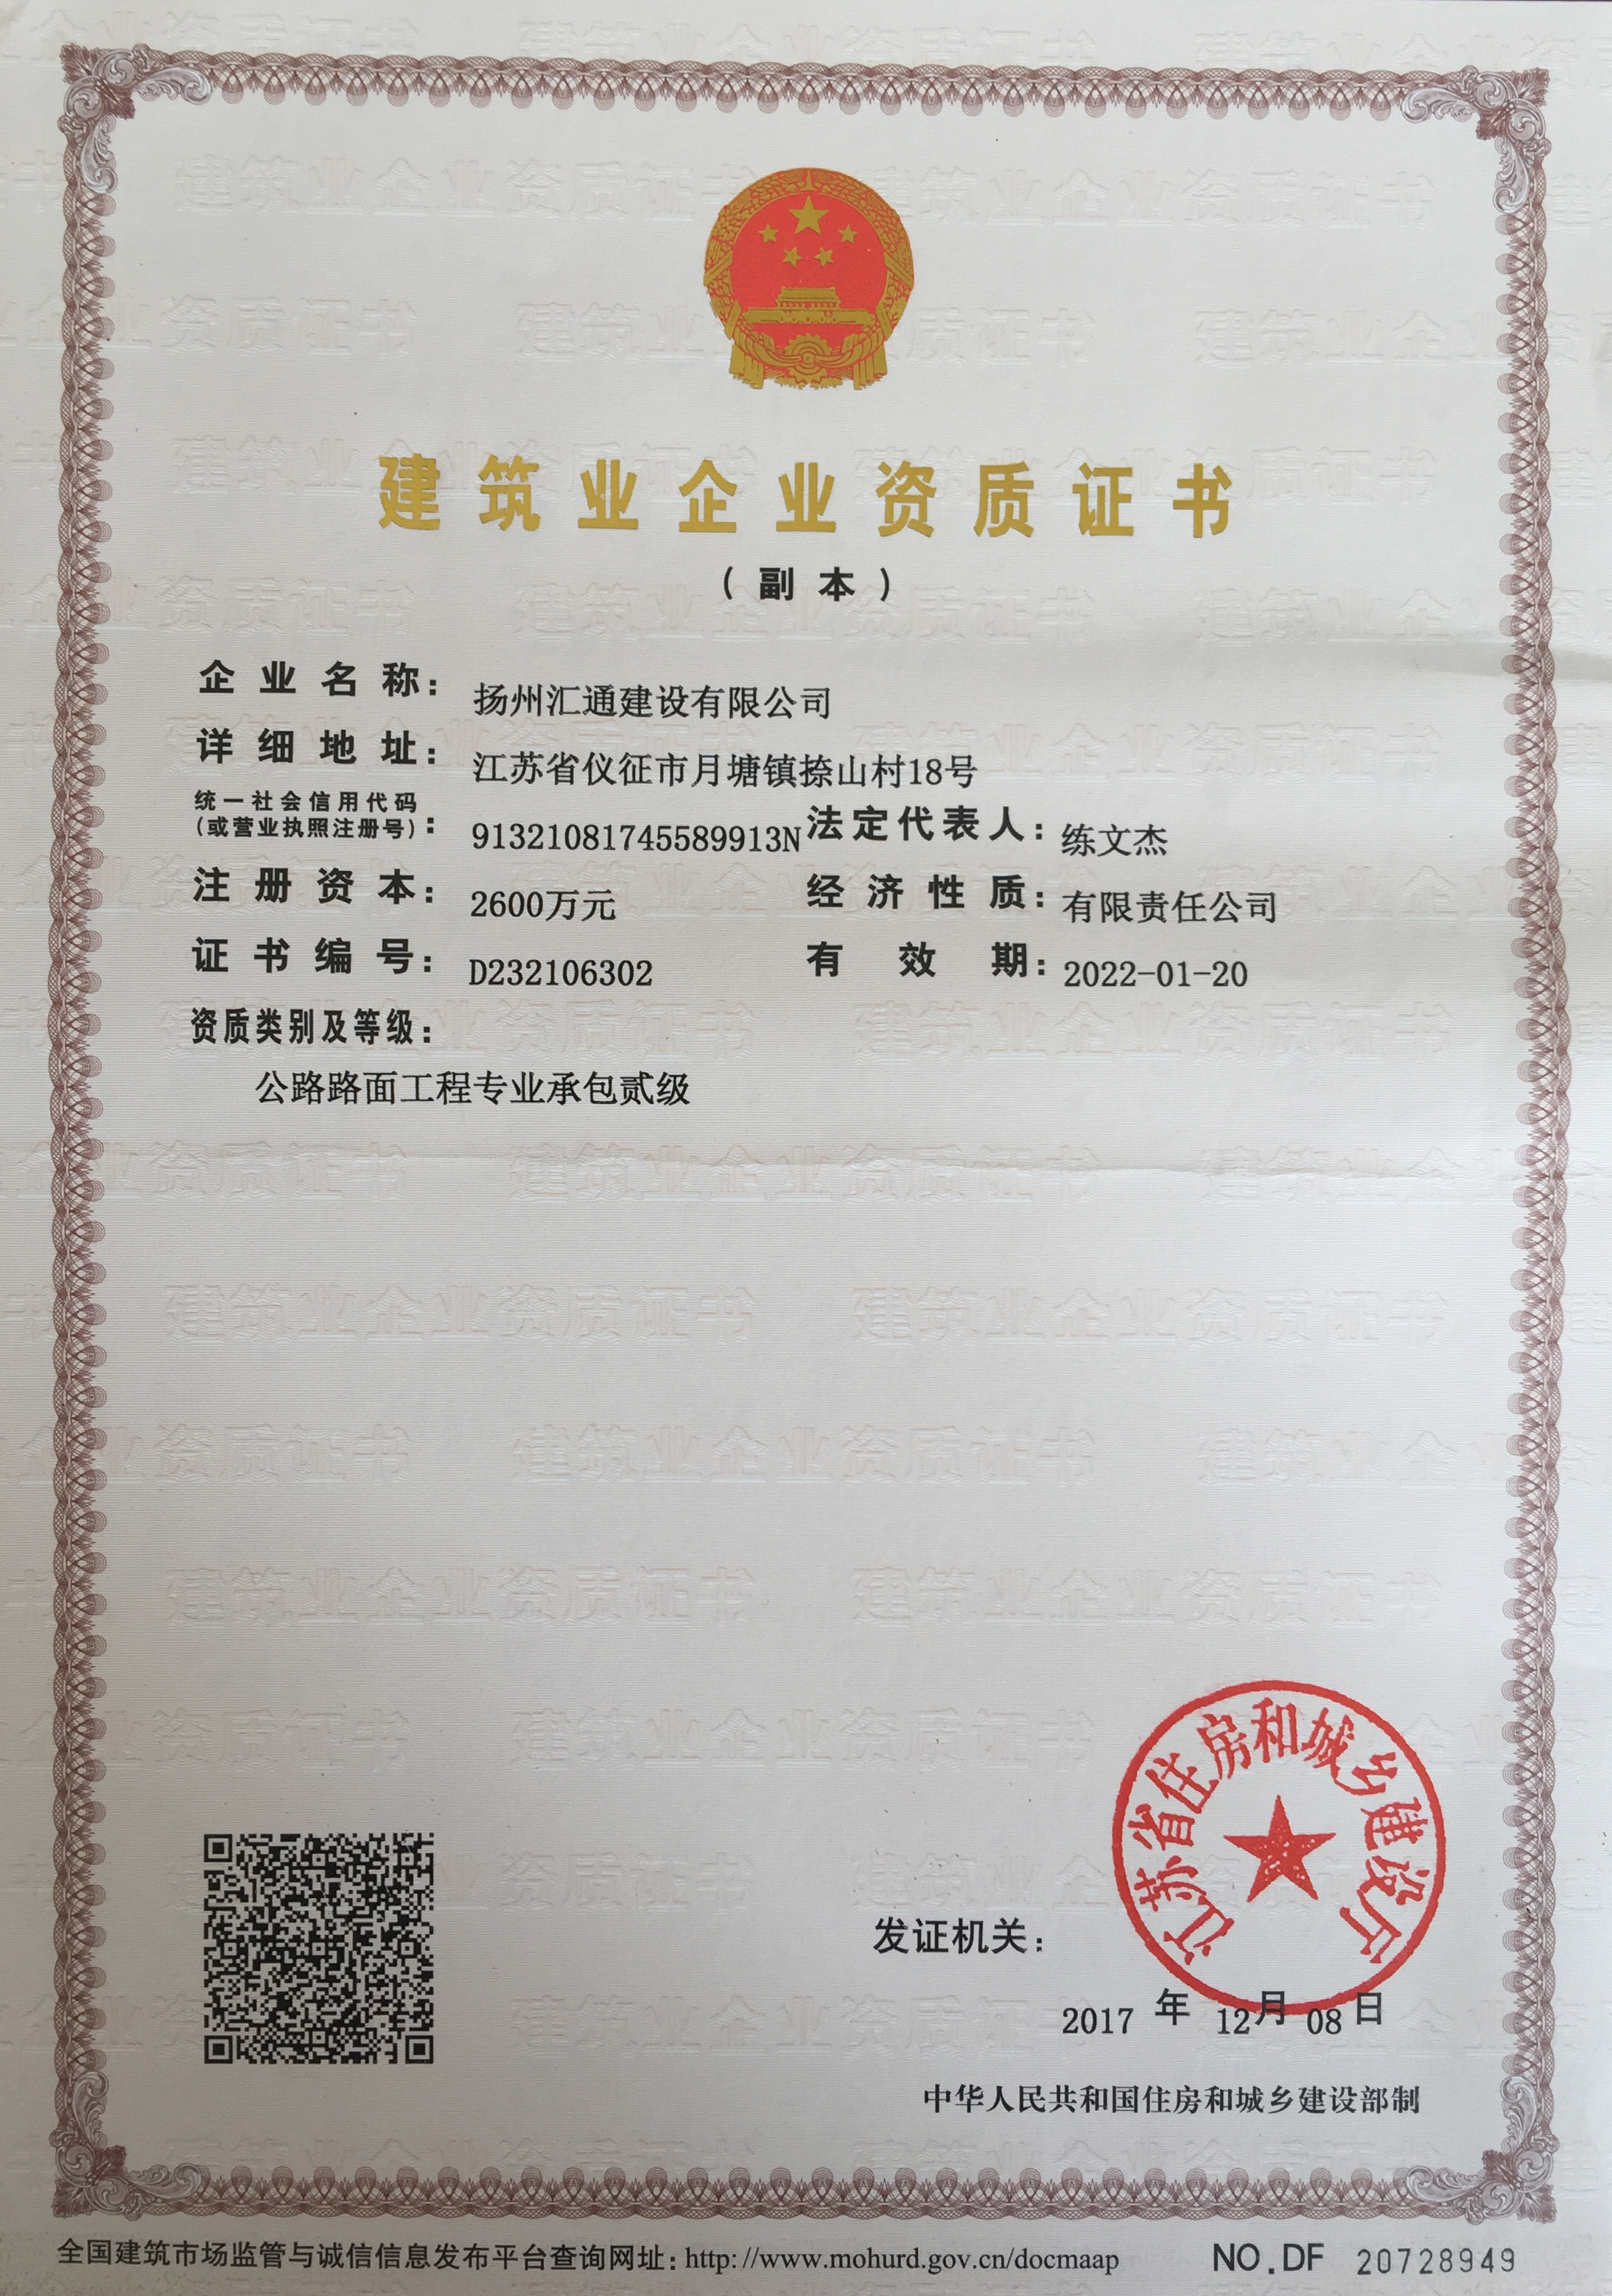 建筑业企业资质证书
（副本）
企业名称：扬州汇通建设有限公司
详细地址：江苏省仪征市月塘镇捺山村18号
统一社会信用代码
（或营业执照注册号）：91321081745589913N 法定代表人：练文杰
注册资本：2600万元 经济性质：有限责任公司
证书编号：D232106302 有效期：2022-01-20
资质类别及等级：
公路路面工程专业承包贰级
江苏省住房和城乡建设厅
发证机关：
2017年12月08日
中华人民共和国住房和城乡建设部制
全国建筑市场监管与诚信信息发布平台查询网址：http://www.mohurd.gov.cn/docmaap NO.DF 20728949